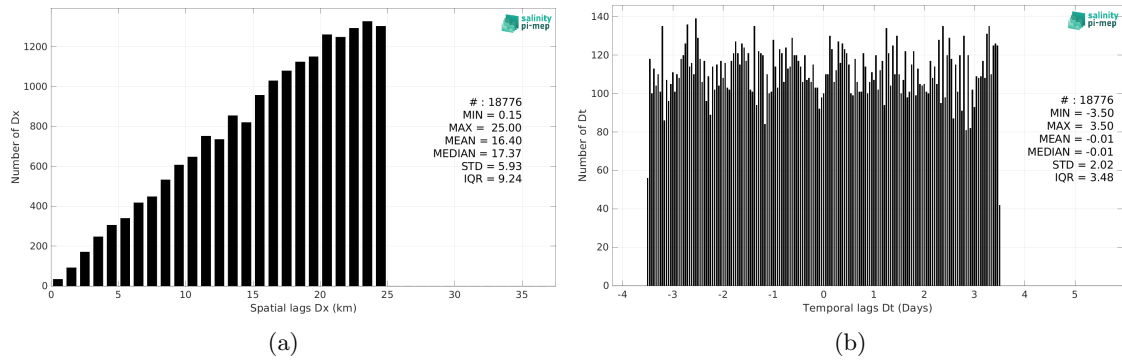 salinity
pi-mep
Number of Dx
1200
1000
800
600
400
200
0
# : 18776
MIN = 0.15
MAX = 25.00
MEAN = 16.40
MEDIAN = 17.37
STD = 5.93
IQR = 9.24
0 5 10 15 20 25 30 35
Spatial lags Dx (km)
(a)
salinity
pi-mep
Number of Dt
140
120
100
80
60
40
20
0
# : 18776
MIN = -3.50
MAX = 3.50
MEAN = -0.01
MEDIAN = -0.01
STD = 2.02
IQR = 3.48
-4 -3 -2 -1 0 1 2 3 4 5
Temporal lags Dt (Days)
(b)